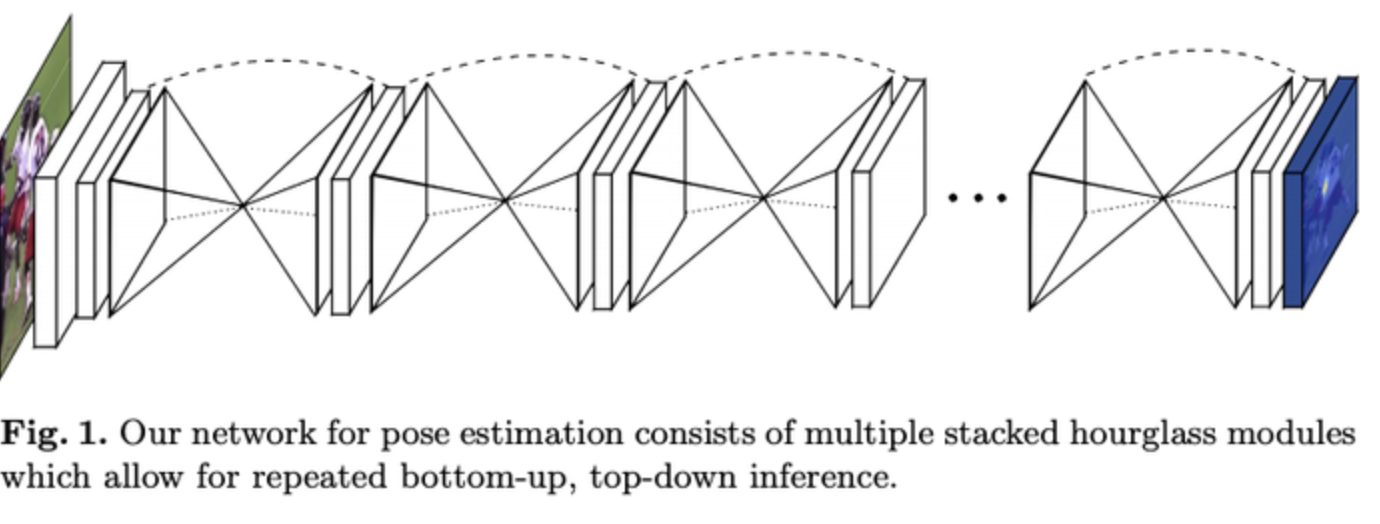 Fig. 1. Our network for pose estimation consists of multiple stacked hourglass modules
which allow for repeated bottom-up, top-down inference.